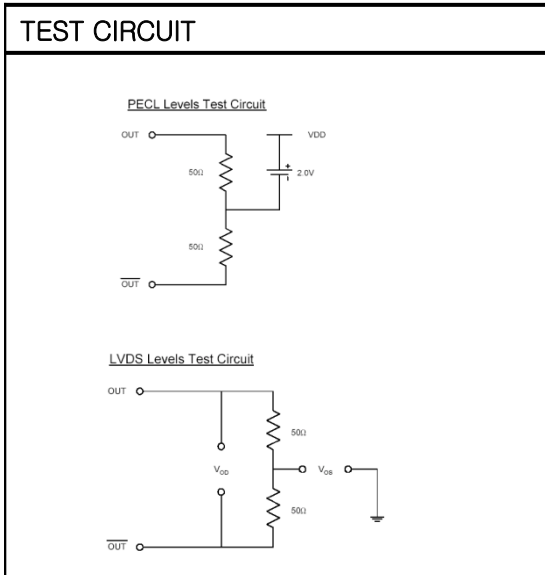 TEST CIRCUIT
PECL Levels Test Circuit
OUT
VDD
50Ω
+
2.0V
-
50Ω
OUT
LVDS Levels Test Circuit
OUT
50Ω
VOD
VOS
50Ω
OUT